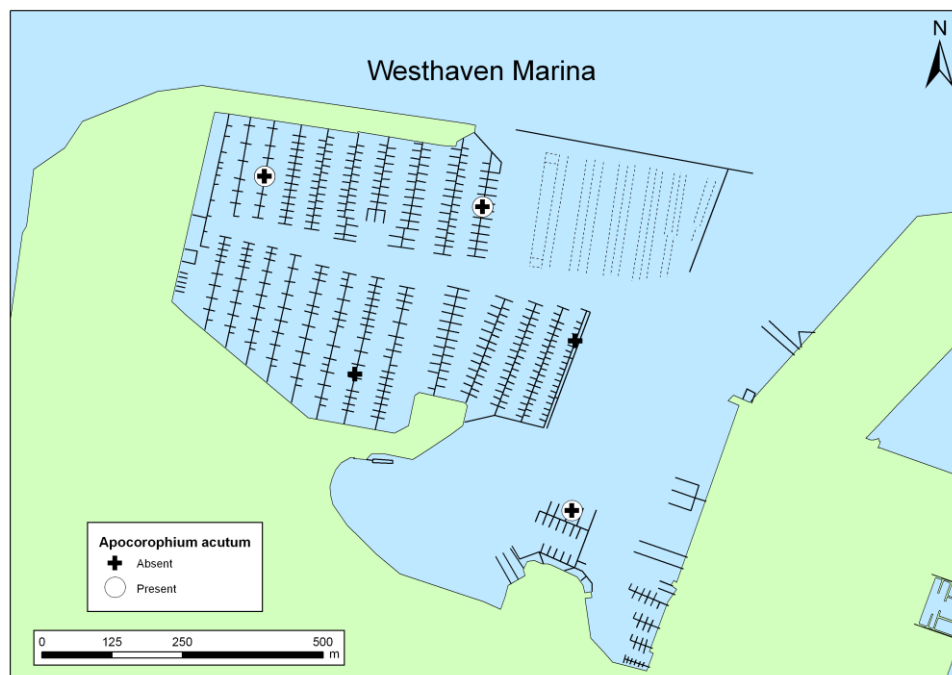 N
Westhaven Marina
Apocorophium acutum
Absent
Present
0 125 250 500
m